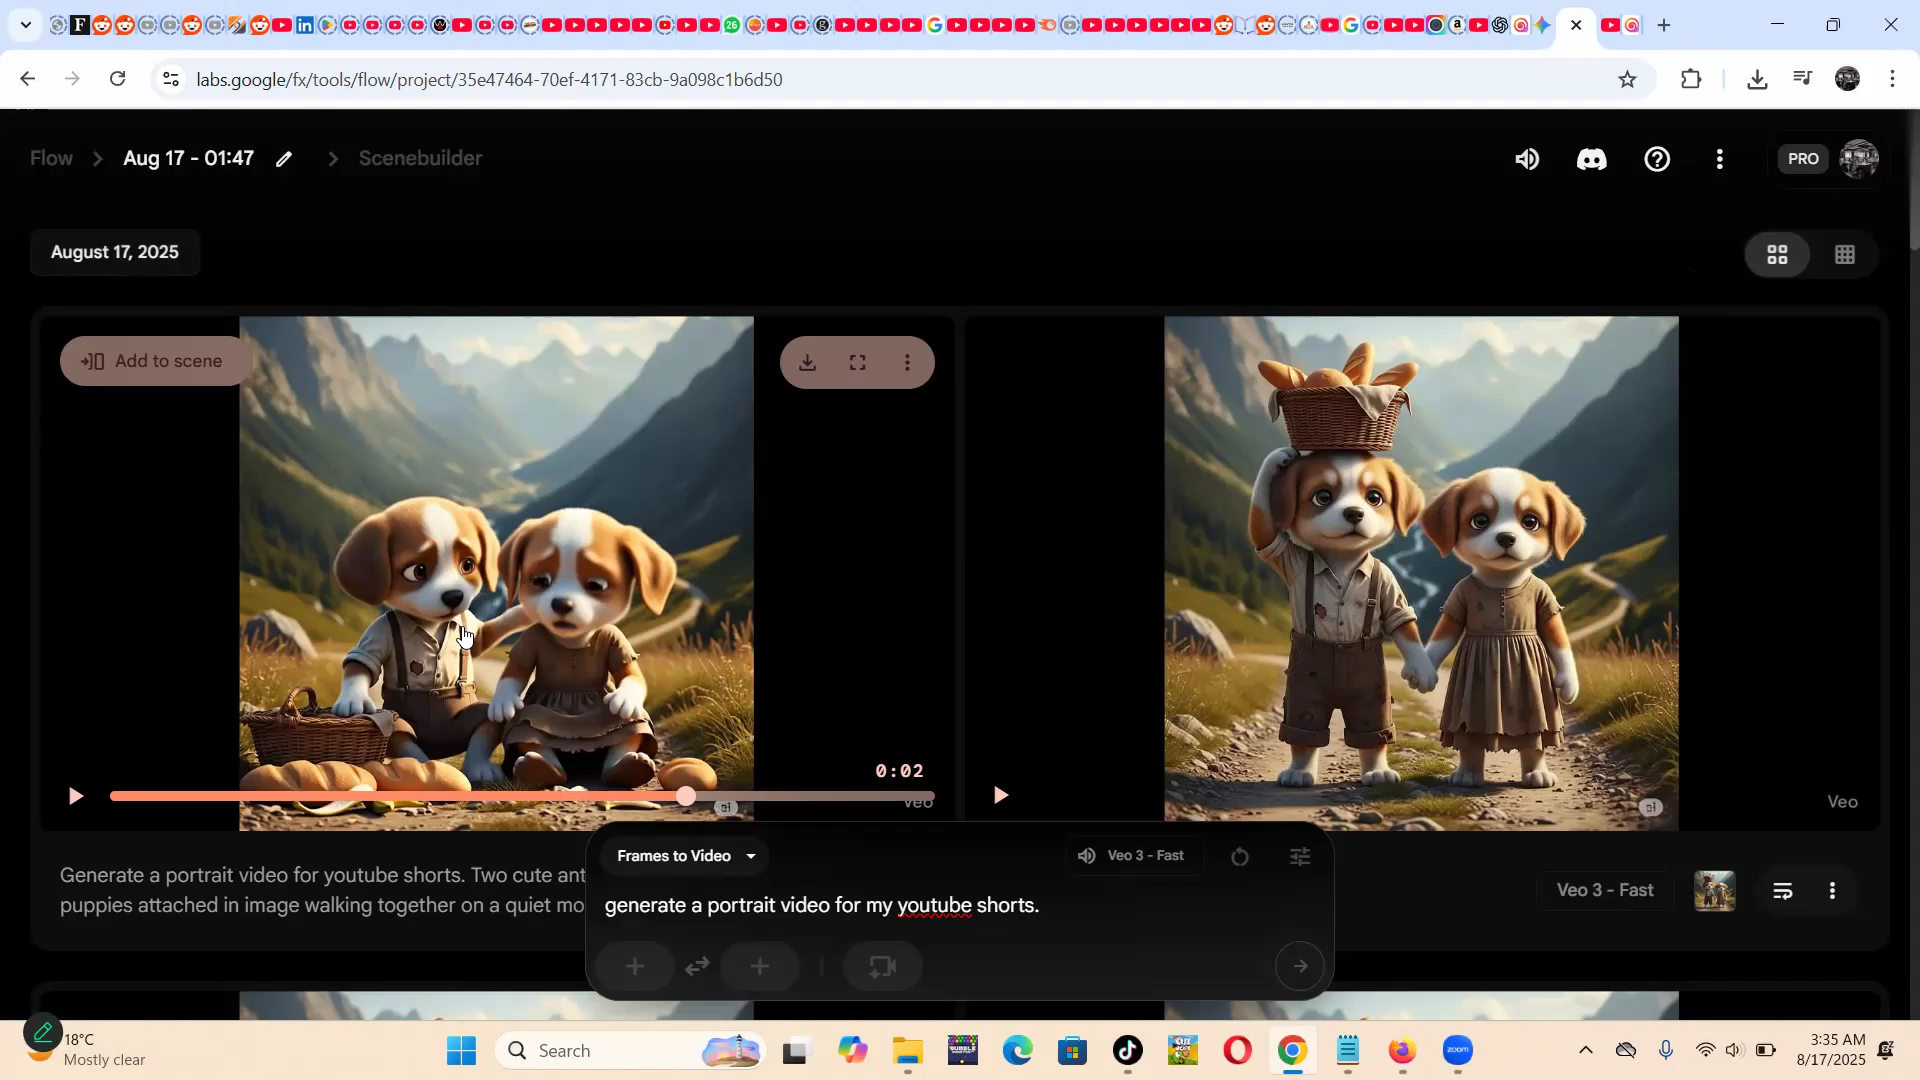 labs.google/fx/tools/flow/project/35e47464-70ef-4171-83cb-9a098c1b6d50
Flow > Aug 17 - 01:47 > Scenebuilder
PRO
August 17, 2025
Add to scene
0:02
Veo
Veo
Generate a portrait video for youtube shorts. Two cute ant
puppies attached in image walking together on a quiet mo
Veo 3 - Fast
Frames to Video
Veo 3 - Fast
generate a portrait video for my youtube shorts.
18°C
Mostly clear
Search
zoom
3:35 AM
8/17/2025